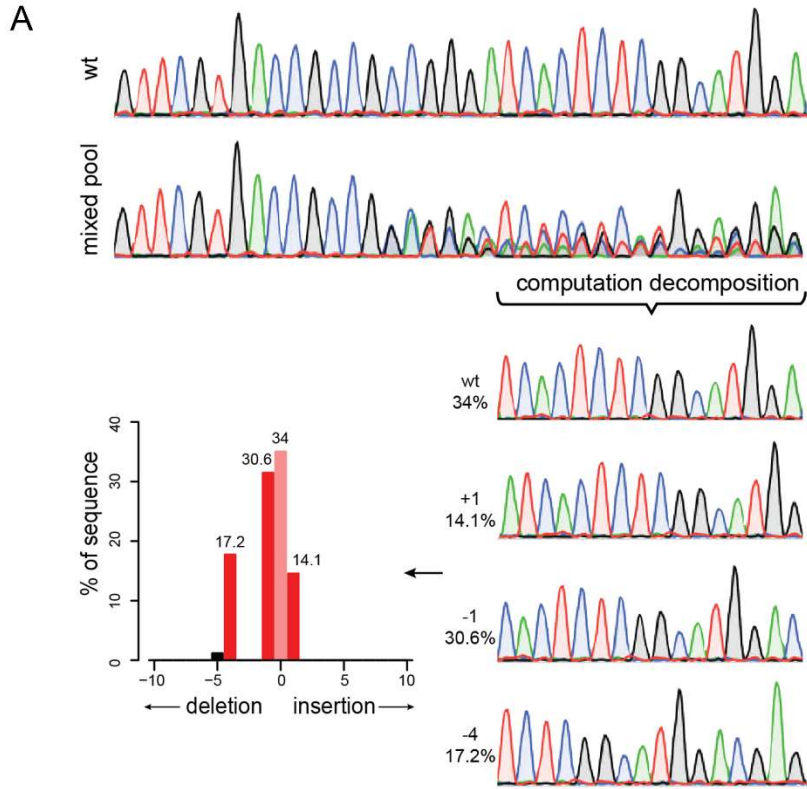 A
wt
mixed pool
computation decomposition
wt
34%
+1
14.1%
-1
30.6%
-4
17.2%
% of sequence
40
30
20
10
0
17.2
30.6
34
14.1
−10
−5
0
5
10
deletion
insertion